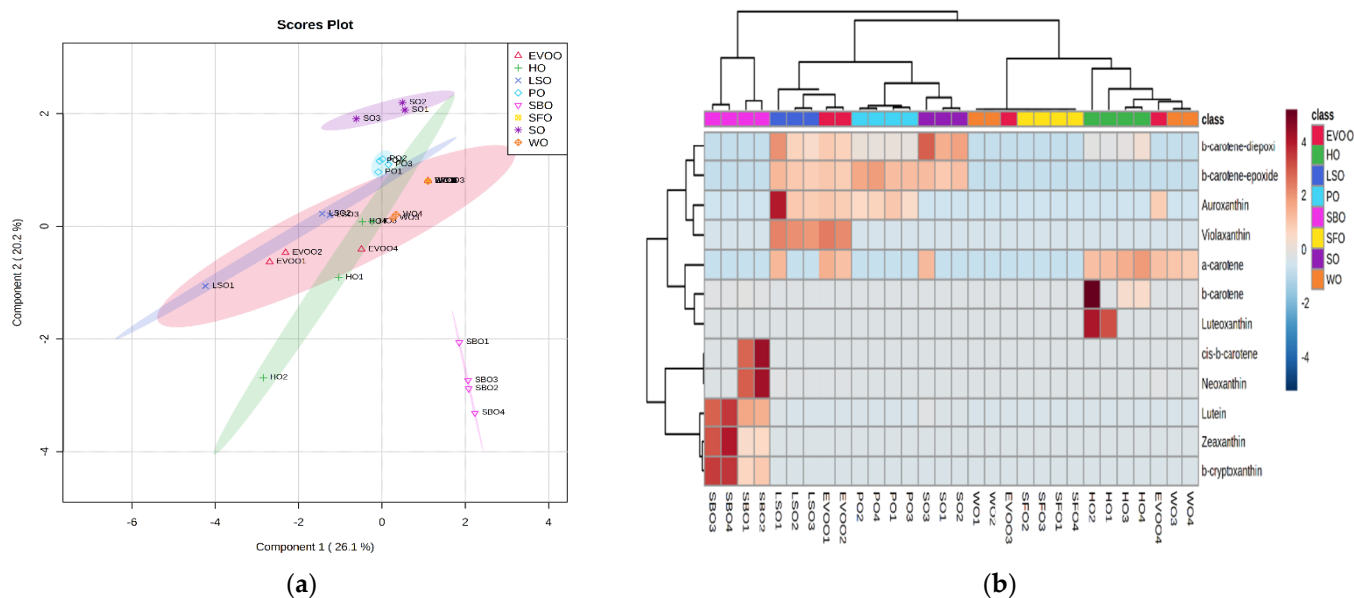 Scores Plot
EVOO
HO
LSO
PO
SBO
SFO
SO
WO
SO2
SO1
SO3
PO2
PO3
PO1
LSO2
LSO3
HO4
HO3
WO4
WO3
EVOO2
EVOO1
EVOO4
HO1
LSO1
HO2
SBO1
SBO3
SBO2
SBO4
2
0
-2
-4
-6
-4
-2
0
2
4
Component 2 ( 20.2 %)
Component 1 ( 26.1 %)
(a)
class
b-carotene-diepoxi
b-carotene-epoxide
Auroxanthin
Violaxanthin
a-carotene
b-carotene
Luteoxanthin
cis-b-carotene
Neoxanthin
Lutein
Zeaxanthin
b-cryptoxanthin
SBO3
SBO4
SBO1
SBO2
LSO1
LSO2
LSO3
EVOO1
EVOO2
PO2
PO4
PO1
PO3
SO3
SO1
SO2
WO1
WO2
EVOO3
SFO2
SFO3
SFO1
SFO4
HO2
HO1
HO3
HO4
EVOO4
WO3
WO4
4
2
0
-2
-4
class
EVOO
HO
LSO
PO
SBO
SFO
SO
WO
(b)